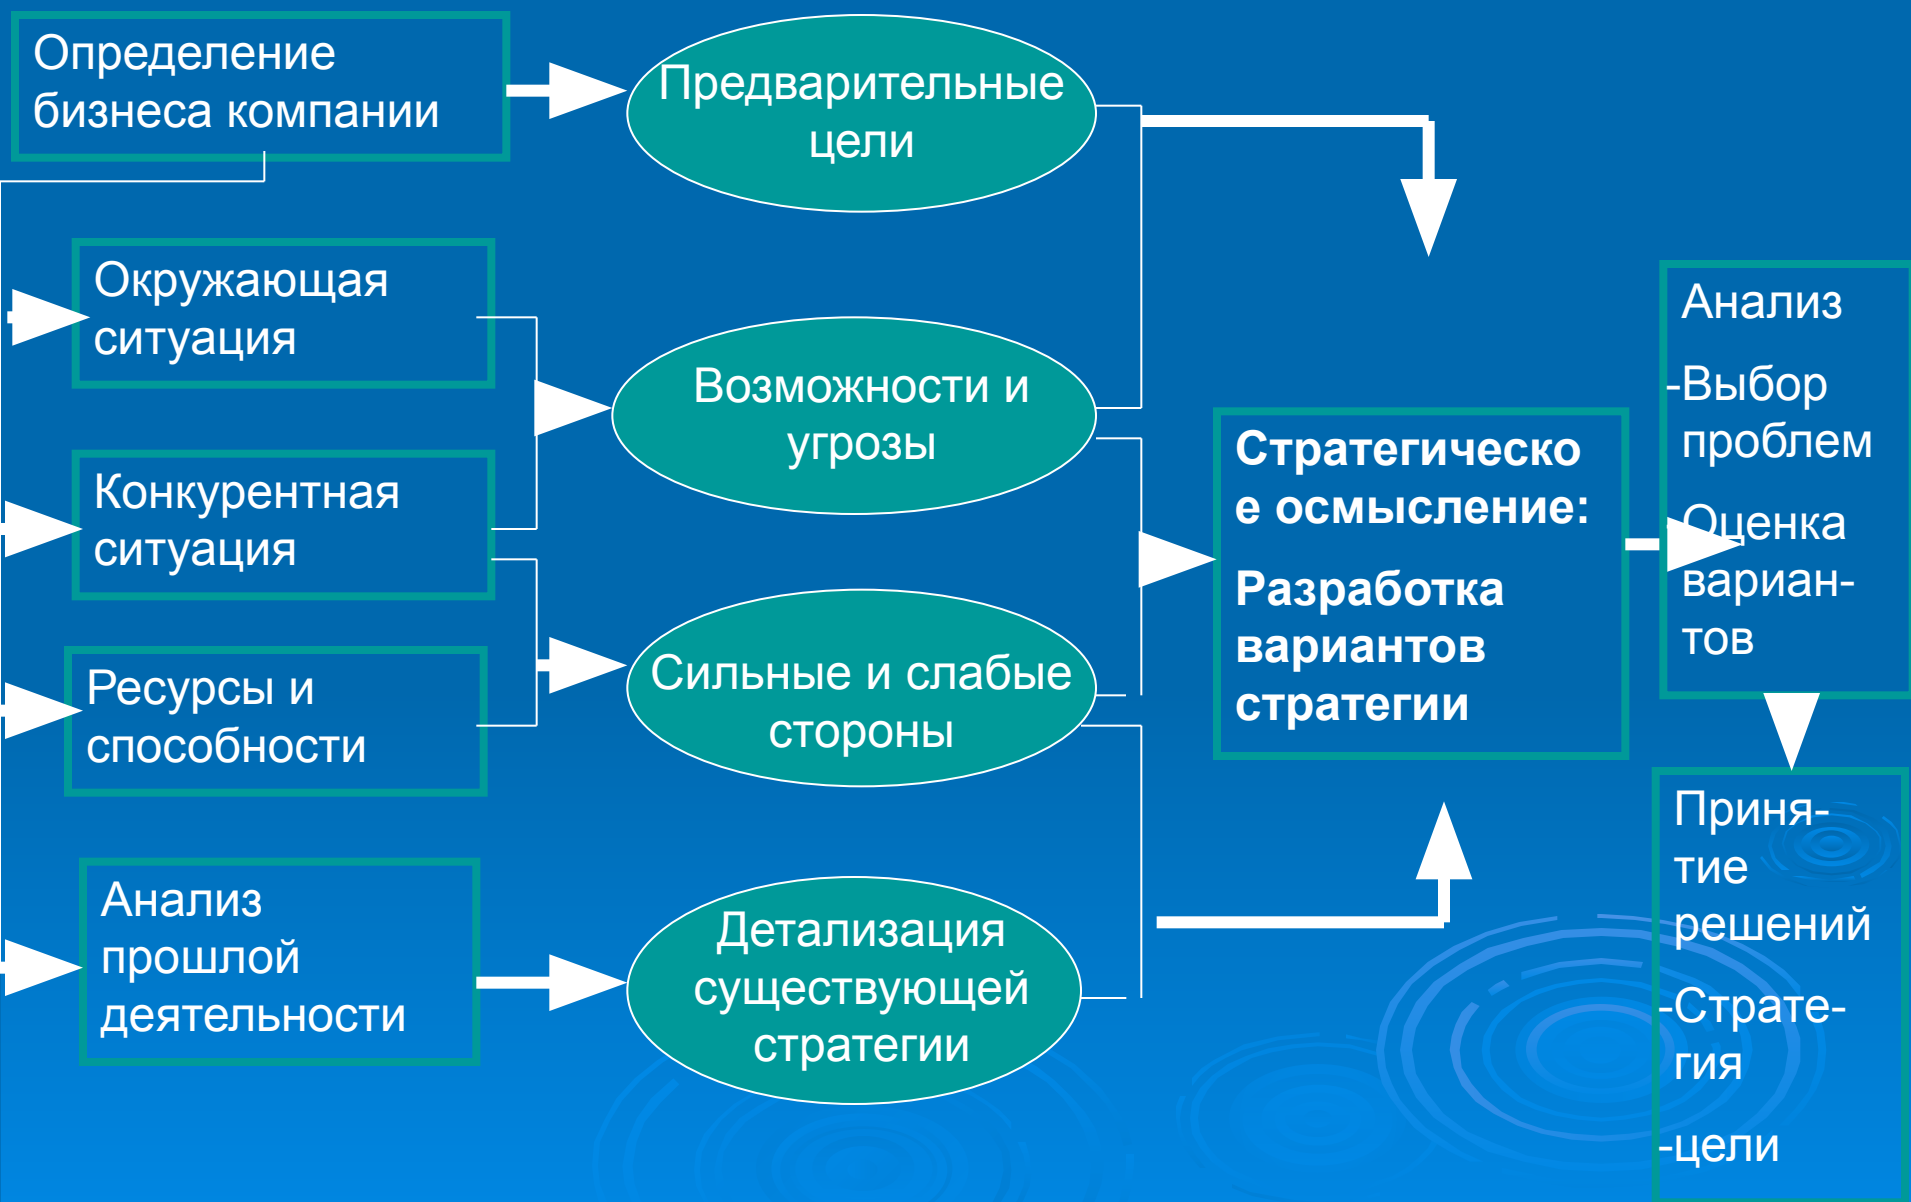 Определение
бизнеса компании
Предварительные
цели
Окружающая
ситуация
Возможности и
угрозы
Конкурентная
ситуация
Ресурсы и
способности
Сильные и слабые
стороны
Анализ
прошлой
деятельности
Детализация
существующей
стратегии
Стратегическо
е осмысление:
Разработка
вариантов
стратегии
Анализ
-Выбор
проблем
Оценка
вариан-
тов
Приня-
тие
решений
-Страте-
гия
-цели